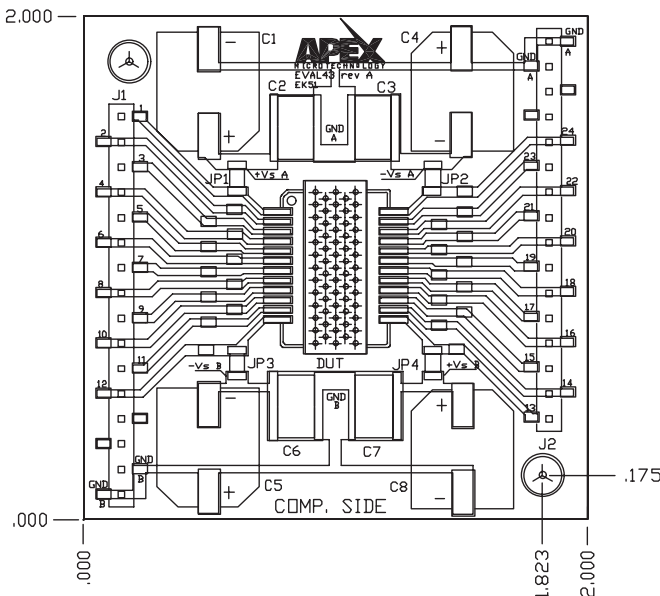 2.000
C1
C4
GND
A
APEX
MICROTECHNOLOGY
EVAL43 rev A
EK51
GND
A
C2
C3
J1
GND
A
1
2
3
4
5
6
7
8
9
10
11
12
24
23
22
21
20
19
18
17
16
15
14
13
JP1
+Vs A
-Vs A
JP2
-Vs B
JP3
DUT
JP4
+Vs B
GND
B
C6
C7
J2
GND
B
GND
B
C5
C8
COMP. SIDE
.175
.000
.000
1.823
2.000